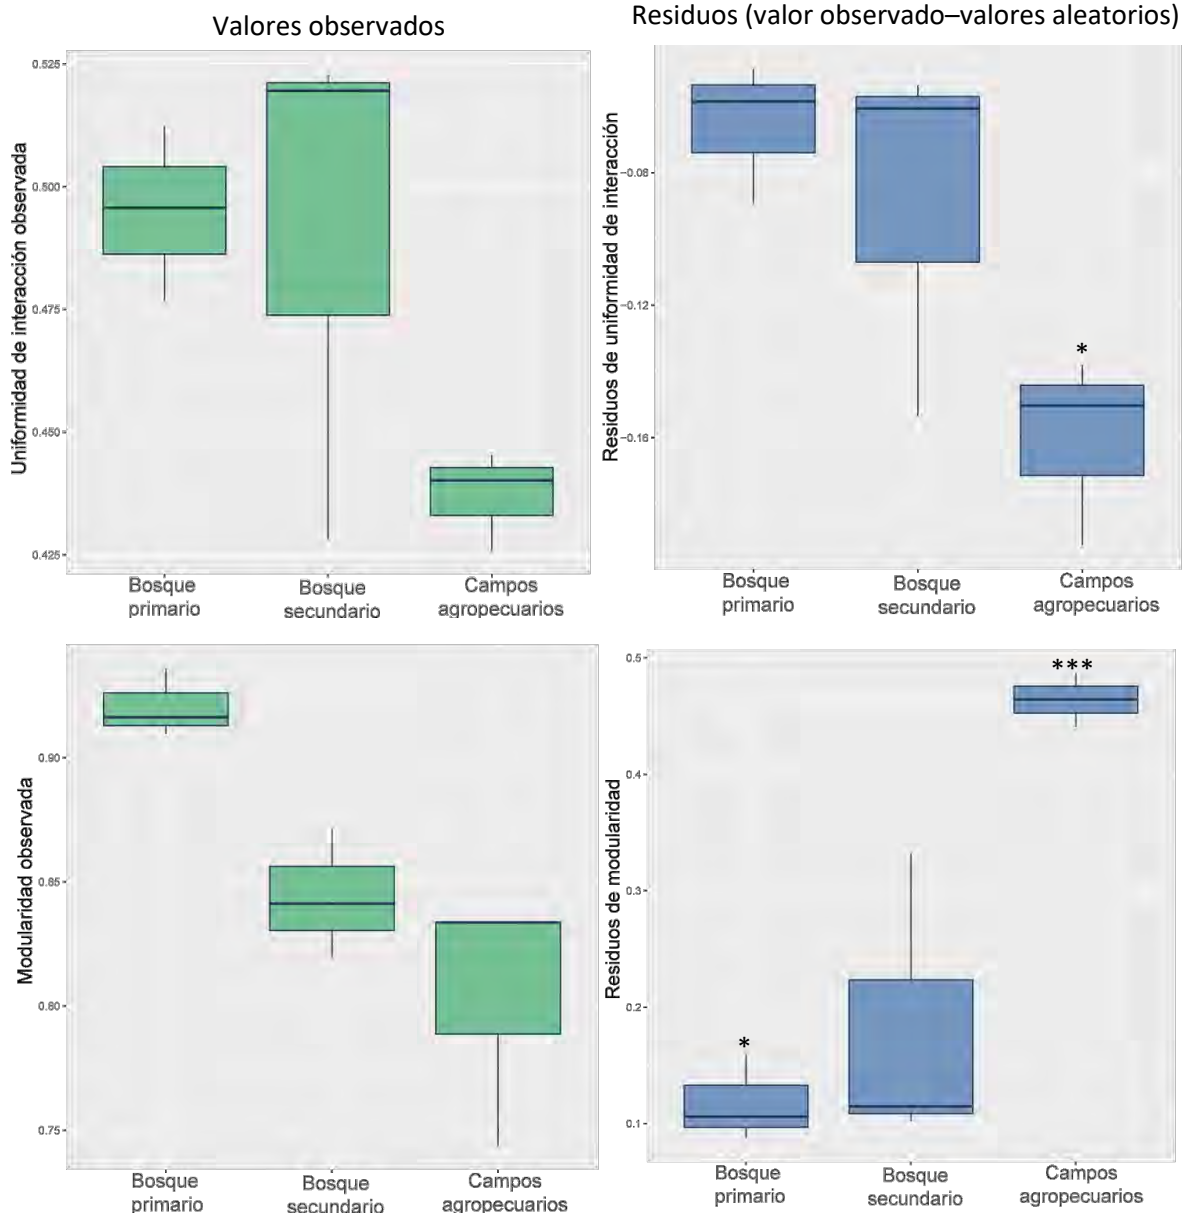 Valores observados
Residuos (valor observado–valores aleatorios)
Uniformidad de interacción observada
0.525
0.500
0.475
0.450
0.425
Bosque
primario
Bosque
secundario
Campos
agropecuarios
Residuos de uniformidad de interacción
-0.08
-0.12
-0.16
*
Bosque
primario
Bosque
secundario
Campos
agropecuarios
Modularidad observada
0.90
0.85
0.80
0.75
Bosque
primario
Bosque
secundario
Campos
agropecuarios
Residuos de modularidad
0.5
0.4
0.3
0.2
0.1
*
***
Bosque
primario
Bosque
secundario
Campos
agropecuarios